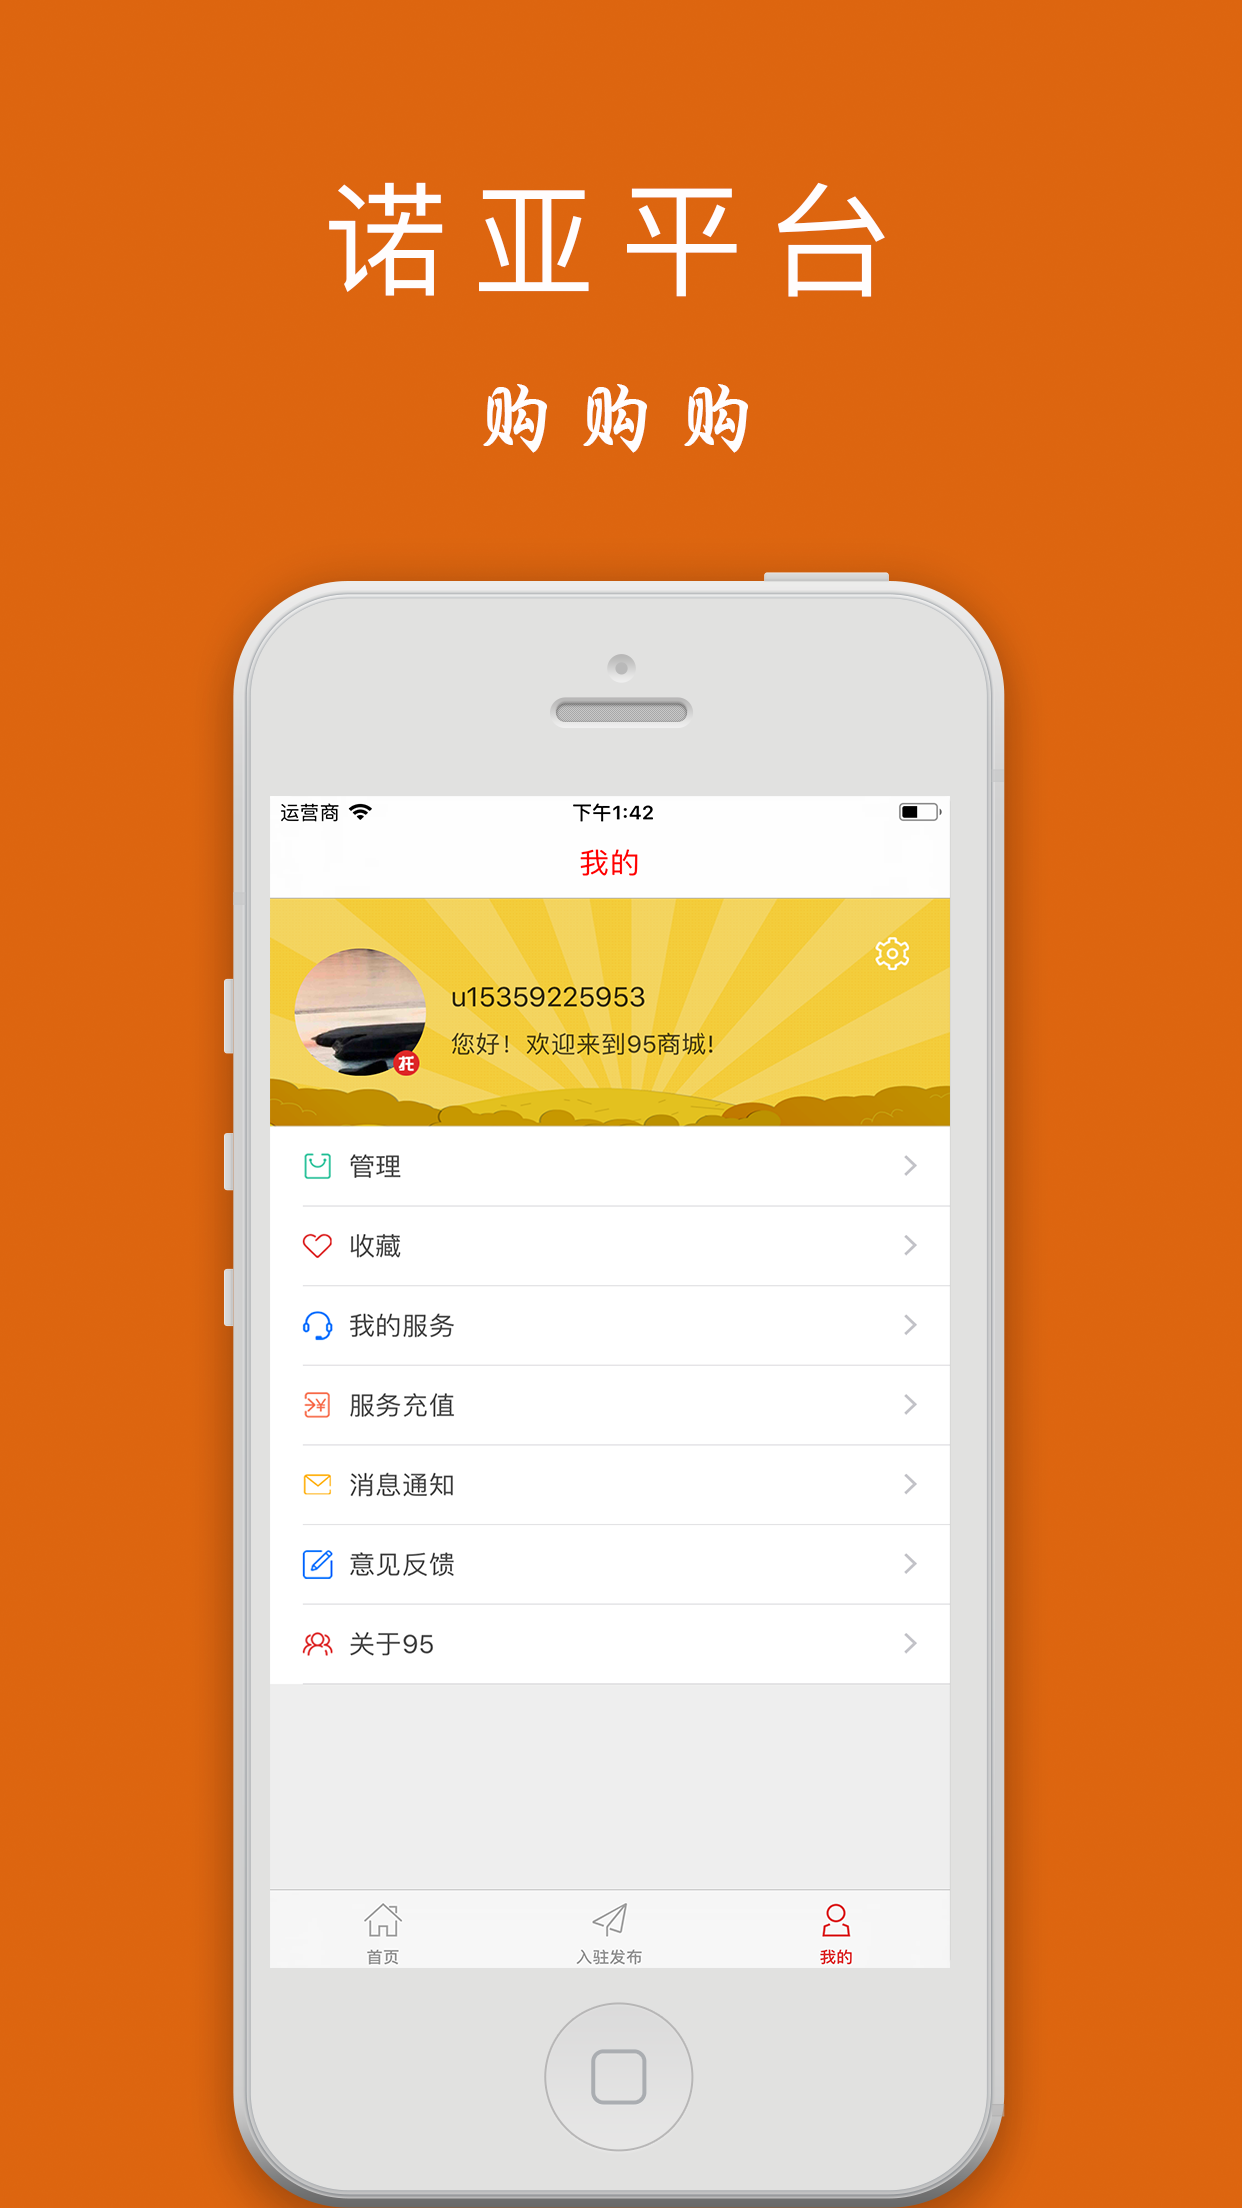 诺亚平台
购购购
运营商 下午1:42
我的
u15359225953
您好！欢迎来到95商城!
管理
收藏
我的服务
服务充值
消息通知
意见反馈
关于95
首页 入驻发布 我的